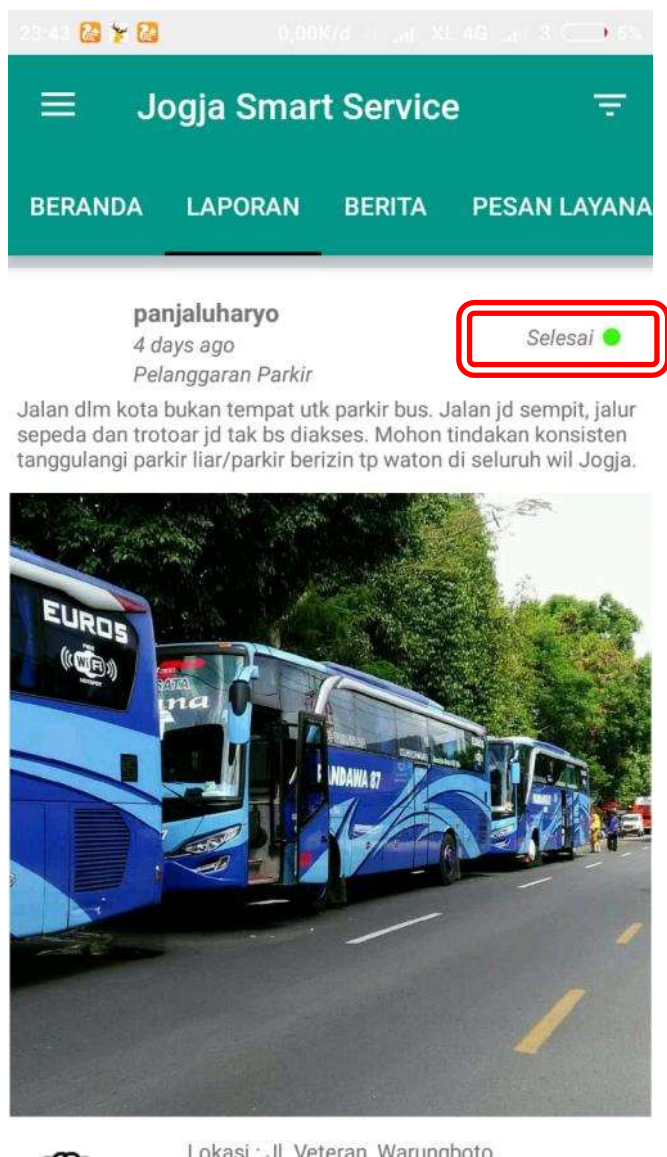 23:43 0,00K/d XL 4G 3 5%
Jogja Smart Service
BERANDA LAPORAN BERITA PESAN LAYANA
panjaluharyo
4 days ago
Selesai
Pelanggaran Parkir
Jalan dlm kota bukan tempat utk parkir bus. Jalan jd sempit, jalur
sepeda dan trotoar jd tak bs diakses. Mohon tindakan konsisten
tanggulangi parkir liar/parkir berizin tp waton di seluruh wil Jogja.
EUROS
FREE
WiFi
HOTSPOT
ANDAWA 87
Lokasi : Jl. Veteran, Warungboto